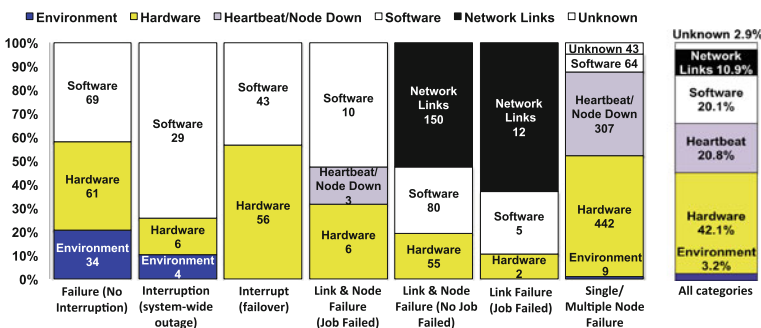 Environment Hardware Heartbeat/Node Down Software Network Links Unknown
100%
90%
80%
70%
60%
50%
40%
30%
20%
10%
0%
Software
69
Hardware
61
Environment
34
Failure (No
Interruption)
Software
29
Hardware
6
Environment
4
Interruption
(system-wide
outage)
Software
43
Hardware
56
Interrupt
(failover)
Software
10
Heartbeat/
Node Down
3
Hardware
6
Link & Node
Failure
(Job Failed)
Network
Links
150
Software
80
Hardware
55
Link & Node
Failure (No Job
Failed)
Network
Links
12
Software
5
Hardware
2
Link Failure
(Job Failed)
Unknown 43
Software 64
Heartbeat/
Node Down
307
Hardware
442
Environment
9
Single/
Multiple Node
Failure
Unknown 2.9%
Network
Links 10.9%
Software
20.1%
Heartbeat
20.8%
Hardware
42.1%
Environment
3.2%
All categories